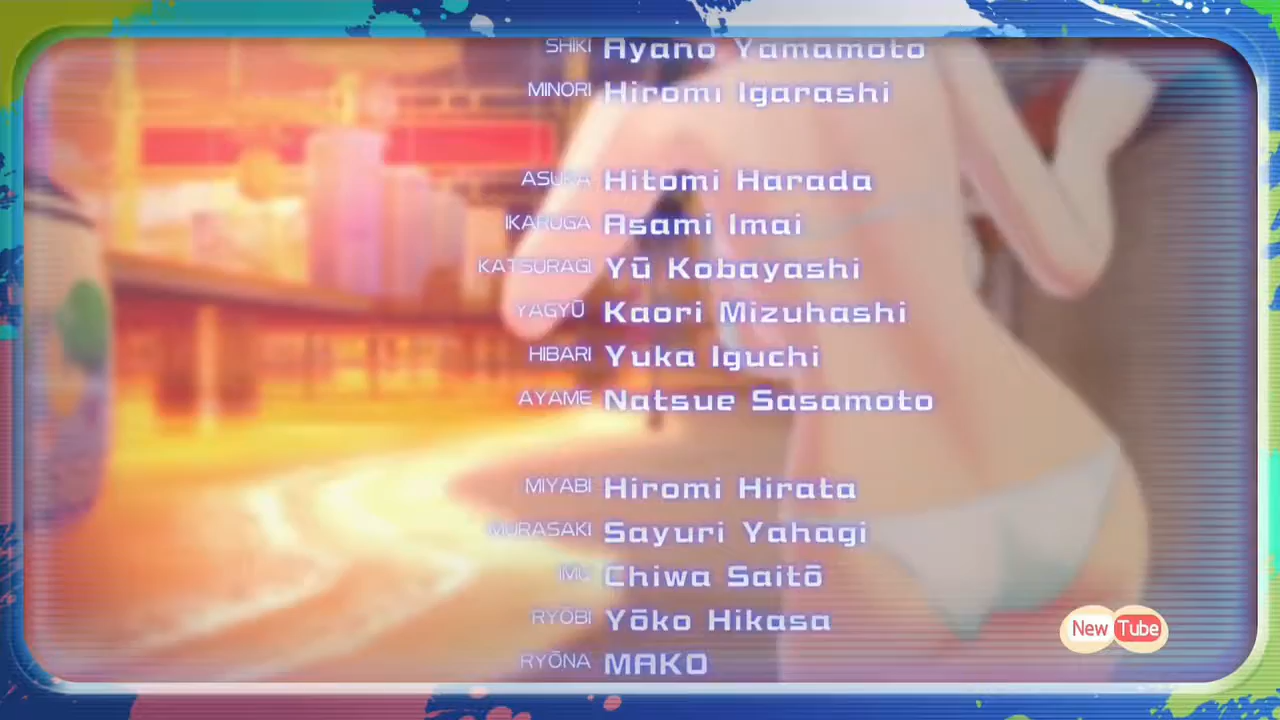 SHIKI Ayano Yamamoto
MINORI Hiromi Igarashi
ASUKA Hitomi Harada
IKARUGA Asami Imai
KATSURAGI Yū Kobayashi
YAGYŪ Kaori Mizuhashi
HIBARI Yuka Iguchi
AYAME Natsue Sasamoto
MIYABI Hiromi Hirata
MURASAKI Sayuri Yahagi
IMU Chiwa Saitō
RYŌBI Yōko Hikasa
RYŌNA MAKO
New Tube